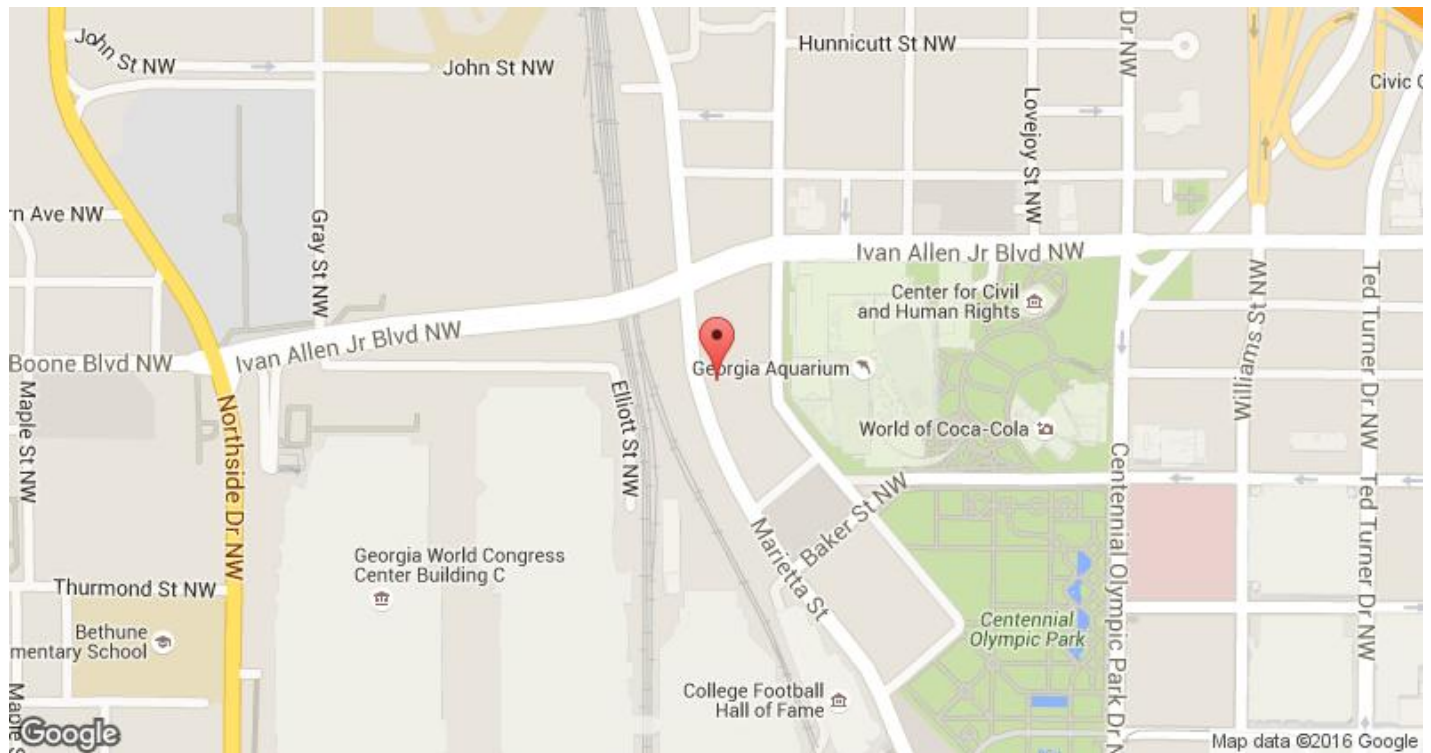 John St NW
John St NW
Hunnicutt St NW
Dr NW
Civic C
Lovejoy St NW
rn Ave NW
Gray St NW
Ivan Allen Jr Blvd NW
Center for Civil
and Human Rights
Williams St NW
Ted Turner Dr NW
Boone Blvd NW
Ivan Allen Jr Blvd NW
Georgia Aquarium
World of Coca-Cola
Maple St NW
Northside Dr NW
Elliott St NW
Baker St NW
Marietta St
Centennial Olympic Park Dr N
Ted Turner Dr NW
Georgia World Congress
Center Building C
Thurmond St NW
Bethune
mentary School
Centennial
Olympic Park
College Football
Hall of Fame
Maple S
Google
Map data ©2016 Google